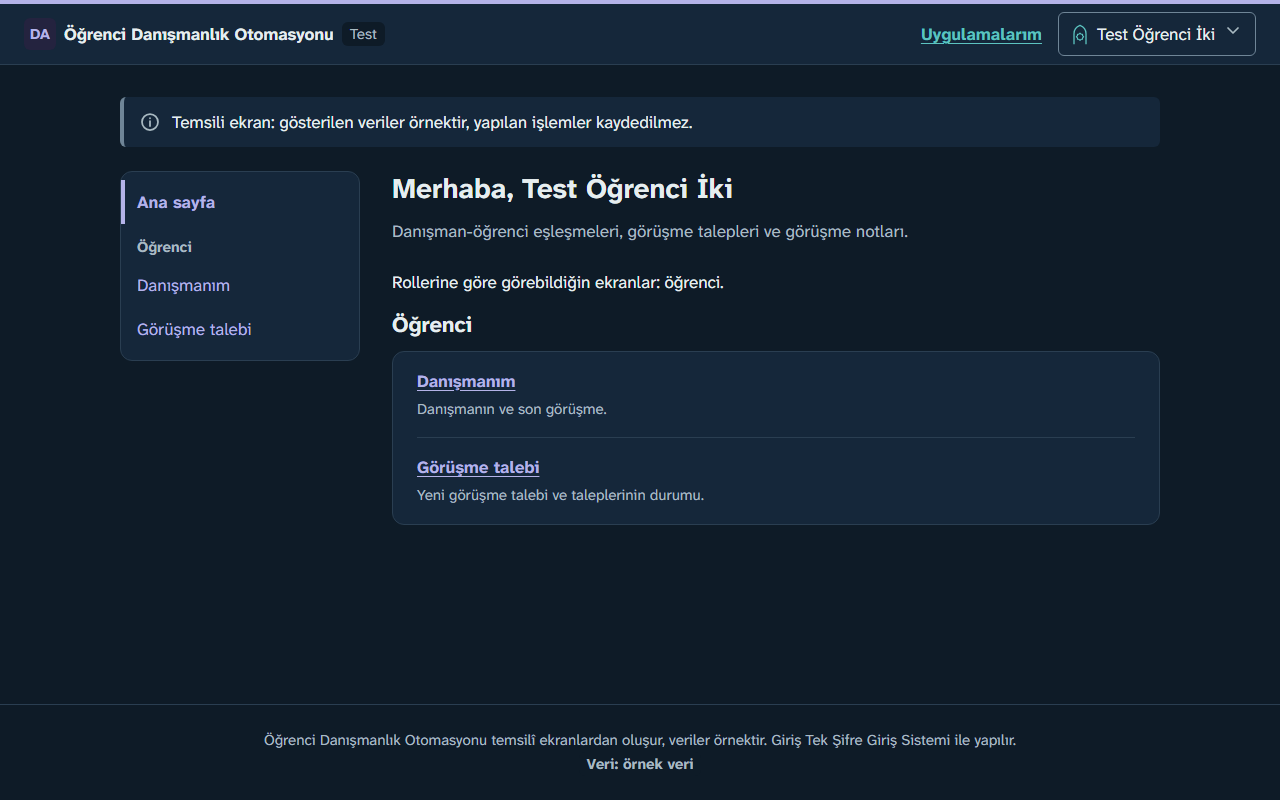 DA Öğrenci Danışmanlık Otomasyonu Test Uygulamalarım Test Öğrenci İki
Temsili ekran: gösterilen veriler örnektir, yapılan işlemler kaydedilmez.
Ana sayfa
Öğrenci
Danışmanım
Görüşme talebi
Merhaba, Test Öğrenci İki
Danışman-öğrenci eşleşmeleri, görüşme talepleri ve görüşme notları.
Rollerine göre görebildiğin ekranlar: öğrenci.
Öğrenci
Danışmanım
Danışmanın ve son görüşme.
Görüşme talebi
Yeni görüşme talebi ve taleplerinin durumu.
Öğrenci Danışmanlık Otomasyonu temsilî ekranlardan oluşur, veriler örnektir. Giriş Tek Şifre Giriş Sistemi ile yapılır.
Veri: örnek veri